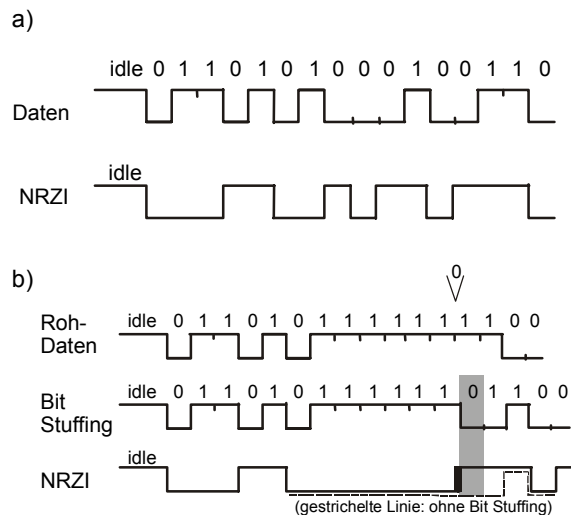 a)
idle 0 1 1 0 1 0 1 0 0 0 1 0 0 1 1 0
Daten
idle
NRZI
b)
0
idle 0 1 1 0 1 0 1 1 1 1 1 1 1 1 0 0
Roh-
Daten
idle 0 1 1 0 1 0 1 1 1 1 1 1 0 1 1 0 0
Bit
Stuffing
idle
NRZI
(gestrichelte Linie: ohne Bit Stuffing)